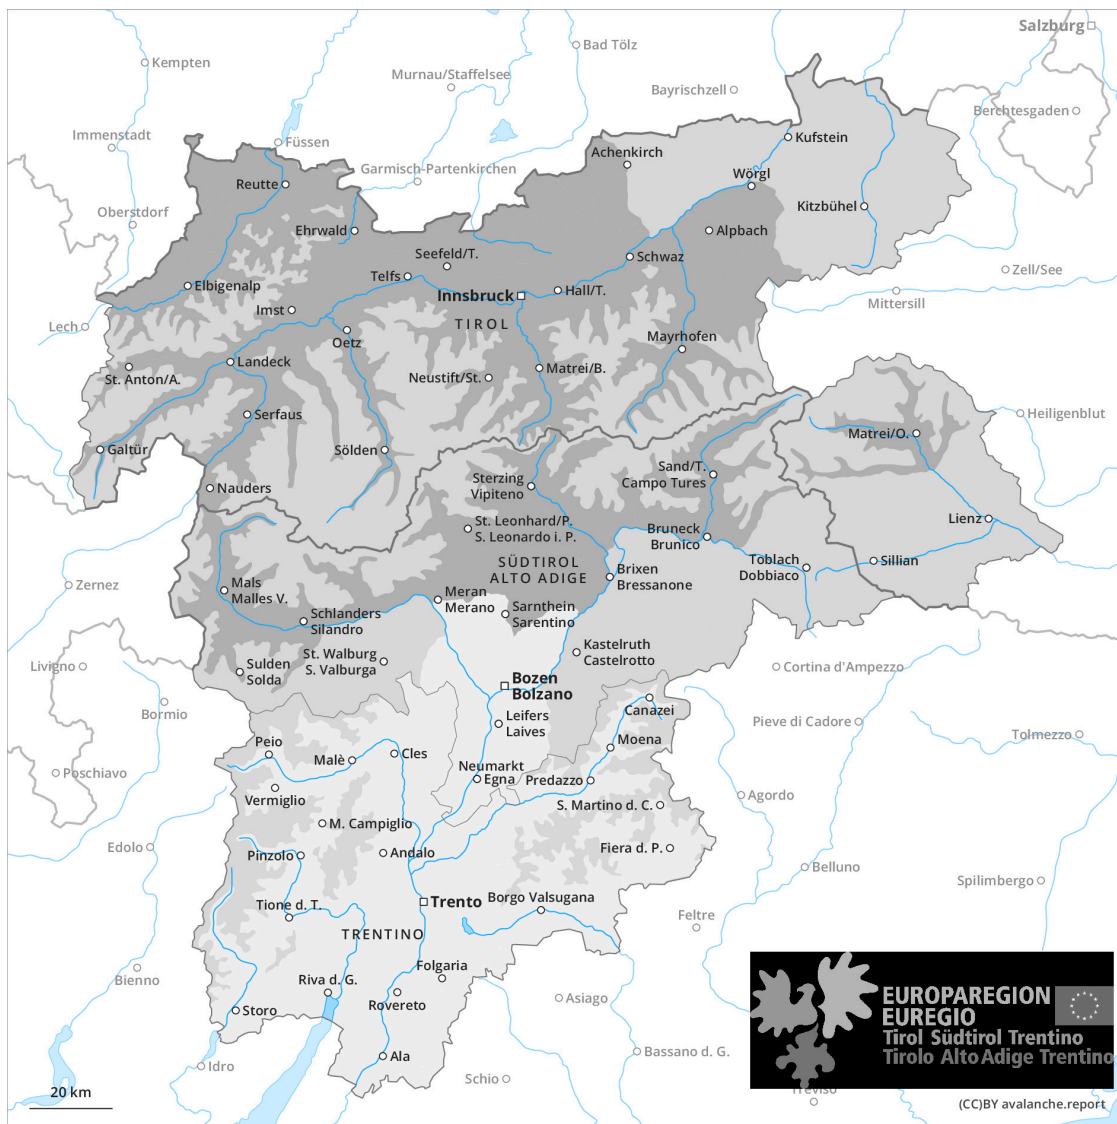 Salzburg
Bad Tölz
Kempten
Murnau/Staffelsee
Bayrischzell
Berchtesgaden
Immenstadt
Füssen
Kufstein
Achenkirch
Garmisch-Partenkirchen
Wörgl
Reutte
Oberstdorf
Kitzbühel
Ehrwald
Alpbach
Seefeld/T.
Schwaz
Zell/See
Telfs
Elbigenalp
Innsbruck
Hall/T.
Mittersill
Imst
Lech
TIROL
Oetz
Mayrhofen
Landeck
Matrei/B.
St. Anton/A.
Neustift/St.
Serfaus
Heiligenblut
Matrei/O.
Galtür
Sölden
Sand/T.
Campo Tures
Sterzing
Vipiteno
Nauders
Lienz
St. Leonhard/P.
S. Leonardo i. P.
Bruneck
Brunico
SÜDTIROL
ALTO ADIGE
Toblach
Dobbiaco
Sillian
Brixen
Bressanone
Zernez
Mals
Malles V.
Meran
Merano
Sarnthein
Sarentino
Schlanders
Silandro
Kastelruth
Castelrotto
St. Walburg
S. Valburga
Livigno
Sulden
Solda
Cortina d'Ampezzo
Bozen
Bolzano
Bormio
Canazei
Leifers
Laives
Pieve di Cadore
Tolmezzo
Moena
Peio
Malè
Cles
Poschiavo
Neumarkt
Egna
Predazzo
Vermiglio
Agordo
S. Martino d. C.
M. Campiglio
Edolo
Pinzolo
Andalo
Fiera d. P.
Belluno
Spilimbergo
Tione d. T.
Trento
Borgo Valsugana
Feltre
TRENTINO
Bienno
Folgaria
Riva d. G.
Rovereto
Asiago
Storo
EUROPAREGION
EUREGIO
Tirol Südtirol Trentino
Tirolo Alto Adige Trentino
Ala
Idro
Bassano d. G.
Schio
Treviso
20 km
(CC)BY avalanche.report